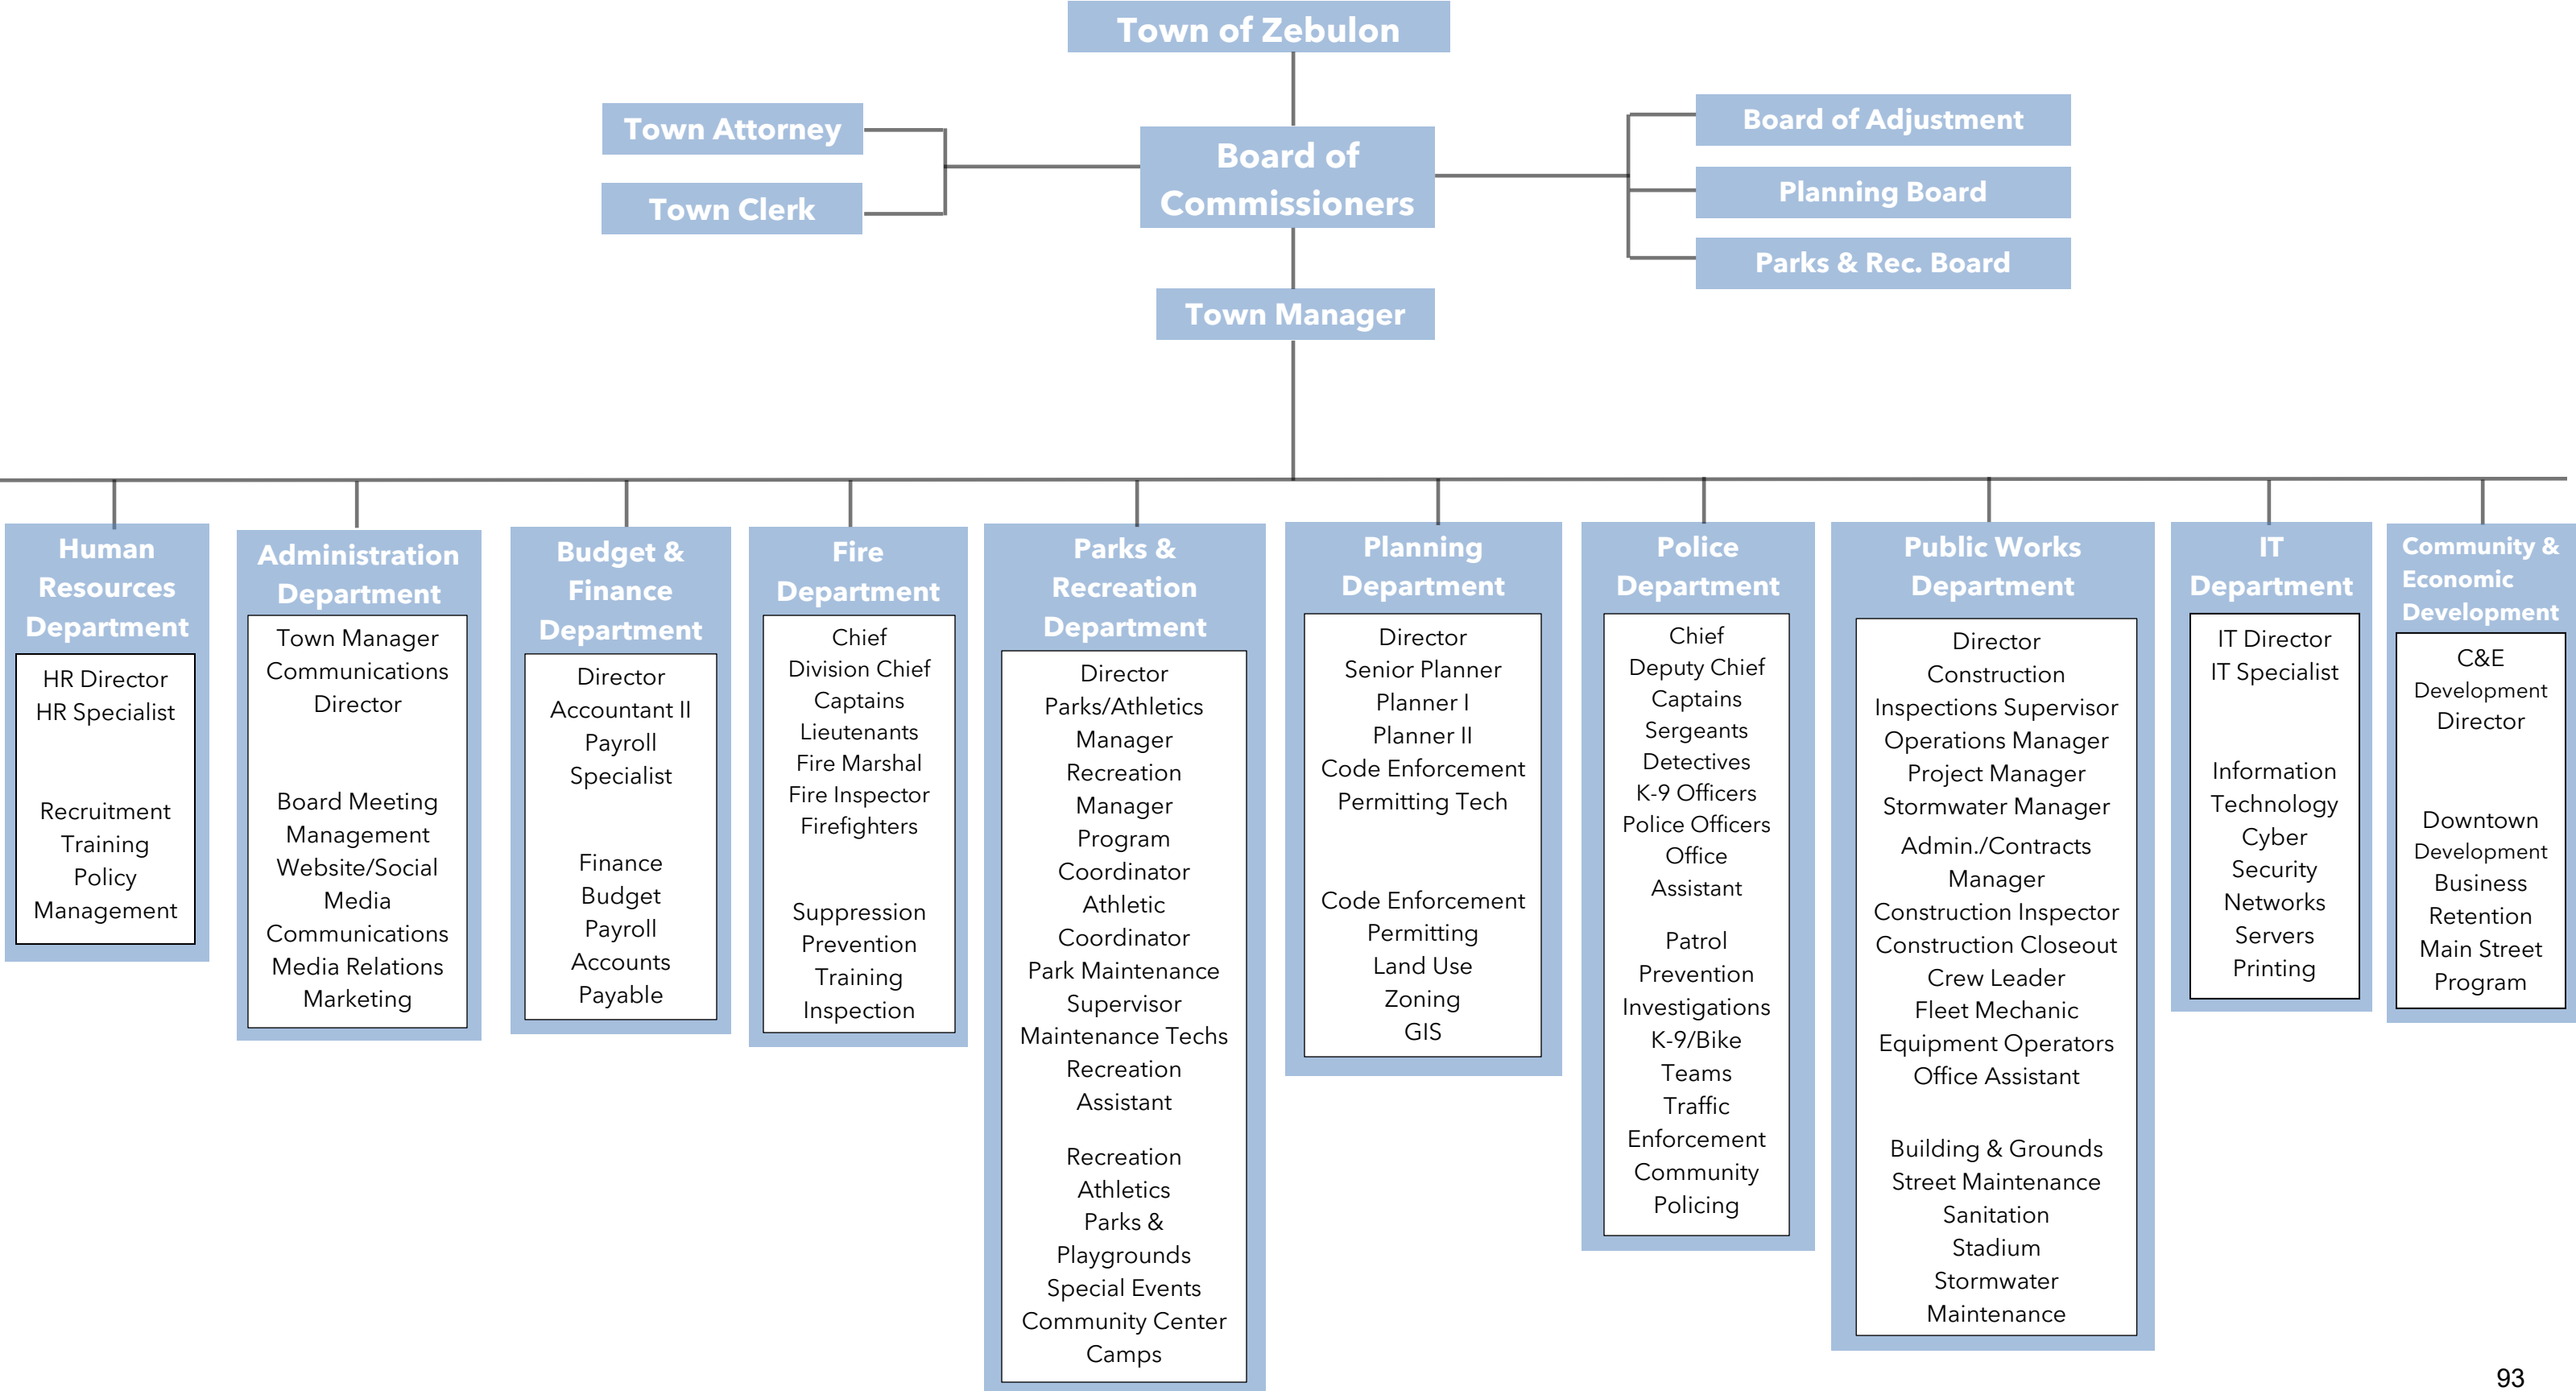 Town of Zebulon
Town Attorney
Town Clerk
Board of
Commissioners
Board of Adjustment
Planning Board
Parks & Rec. Board
Town Manager
Human
Resources
Department
HR Director
HR Specialist
Recruitment
Training
Policy
Management
Administration
Department
Town Manager
Communications
Director
Board Meeting
Management
Website/Social
Media
Communications
Media Relations
Marketing
Budget &
Finance
Department
Director
Accountant II
Payroll
Specialist
Finance
Budget
Payroll
Accounts
Payable
Fire
Department
Chief
Division Chief
Captains
Lieutenants
Fire Marshal
Fire Inspector
Firefighters
Suppression
Prevention
Training
Inspection
Parks &
Recreation
Department
Director
Parks/Athletics
Manager
Recreation
Manager
Program
Coordinator
Athletic
Coordinator
Park Maintenance
Supervisor
Maintenance Techs
Recreation
Assistant
Recreation
Athletics
Parks &
Playgrounds
Special Events
Community Center
Camps
Planning
Department
Director
Senior Planner
Planner I
Planner II
Code Enforcement
Permitting Tech
Code Enforcement
Permitting
Land Use
Zoning
GIS
Police
Department
Chief
Deputy Chief
Captains
Sergeants
Detectives
K-9 Officers
Police Officers
Office
Assistant
Patrol
Prevention
Investigations
K-9/Bike
Teams
Traffic
Enforcement
Community
Policing
Public Works
Department
Director
Construction
Inspections Supervisor
Operations Manager
Project Manager
Stormwater Manager
Admin./Contracts
Manager
Construction Inspector
Construction Closeout
Crew Leader
Fleet Mechanic
Equipment Operators
Office Assistant
Building & Grounds
Street Maintenance
Sanitation
Stadium
Stormwater
Maintenance
IT
Department
IT Director
IT Specialist
Information
Technology
Cyber
Security
Networks
Servers
Printing
Community &
Economic
Development
C&E
Development
Director
Downtown
Development
Business
Retention
Main Street
Program
93